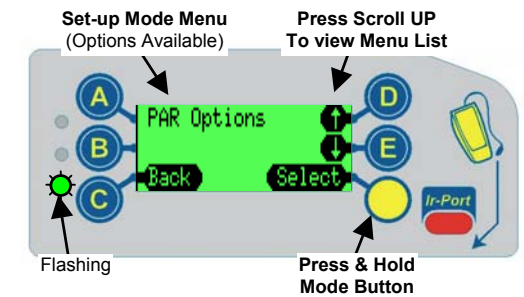 Set-up Mode Menu
(Options Available)
Press Scroll UP
To view Menu List
A
D
PAR Options
B
E
Back
Select
C
Ir-Port
Flashing
Press & Hold
Mode Button